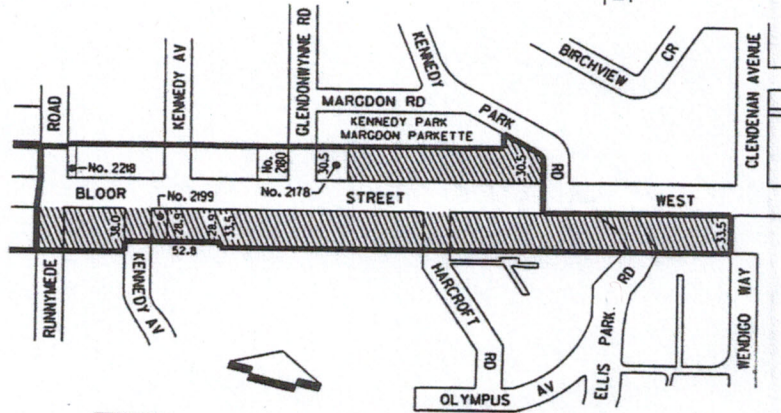 ROAD
KENNEDY AV
GLENDONWYNNE RD
KENNEDY
PARK
RD
BIRCHVIEW
CR
CLENDENAN AVENUE
MARGDON RD
KENNEDY PARK
MARGDON PARKETTE
No. 2218
No. 2180
30.5
No. 2178
30.5
No. 2199
BLOOR
STREET
WEST
38.0
28.9
28.9
33.5
33.5
52.8
RUNNYMEDE
KENNEDY AV
HARCROFT
RD
OLYMPUS
AV
ELLIS
PARK
RD
WENDIGO WAY